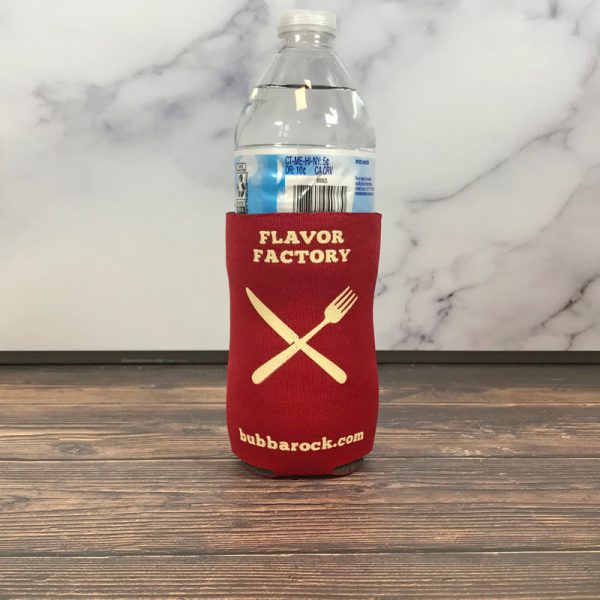 CT-ME-HI-NY: 5¢
OR: 10¢ CA CRV
FLAVOR
FACTORY
bubbarock.com